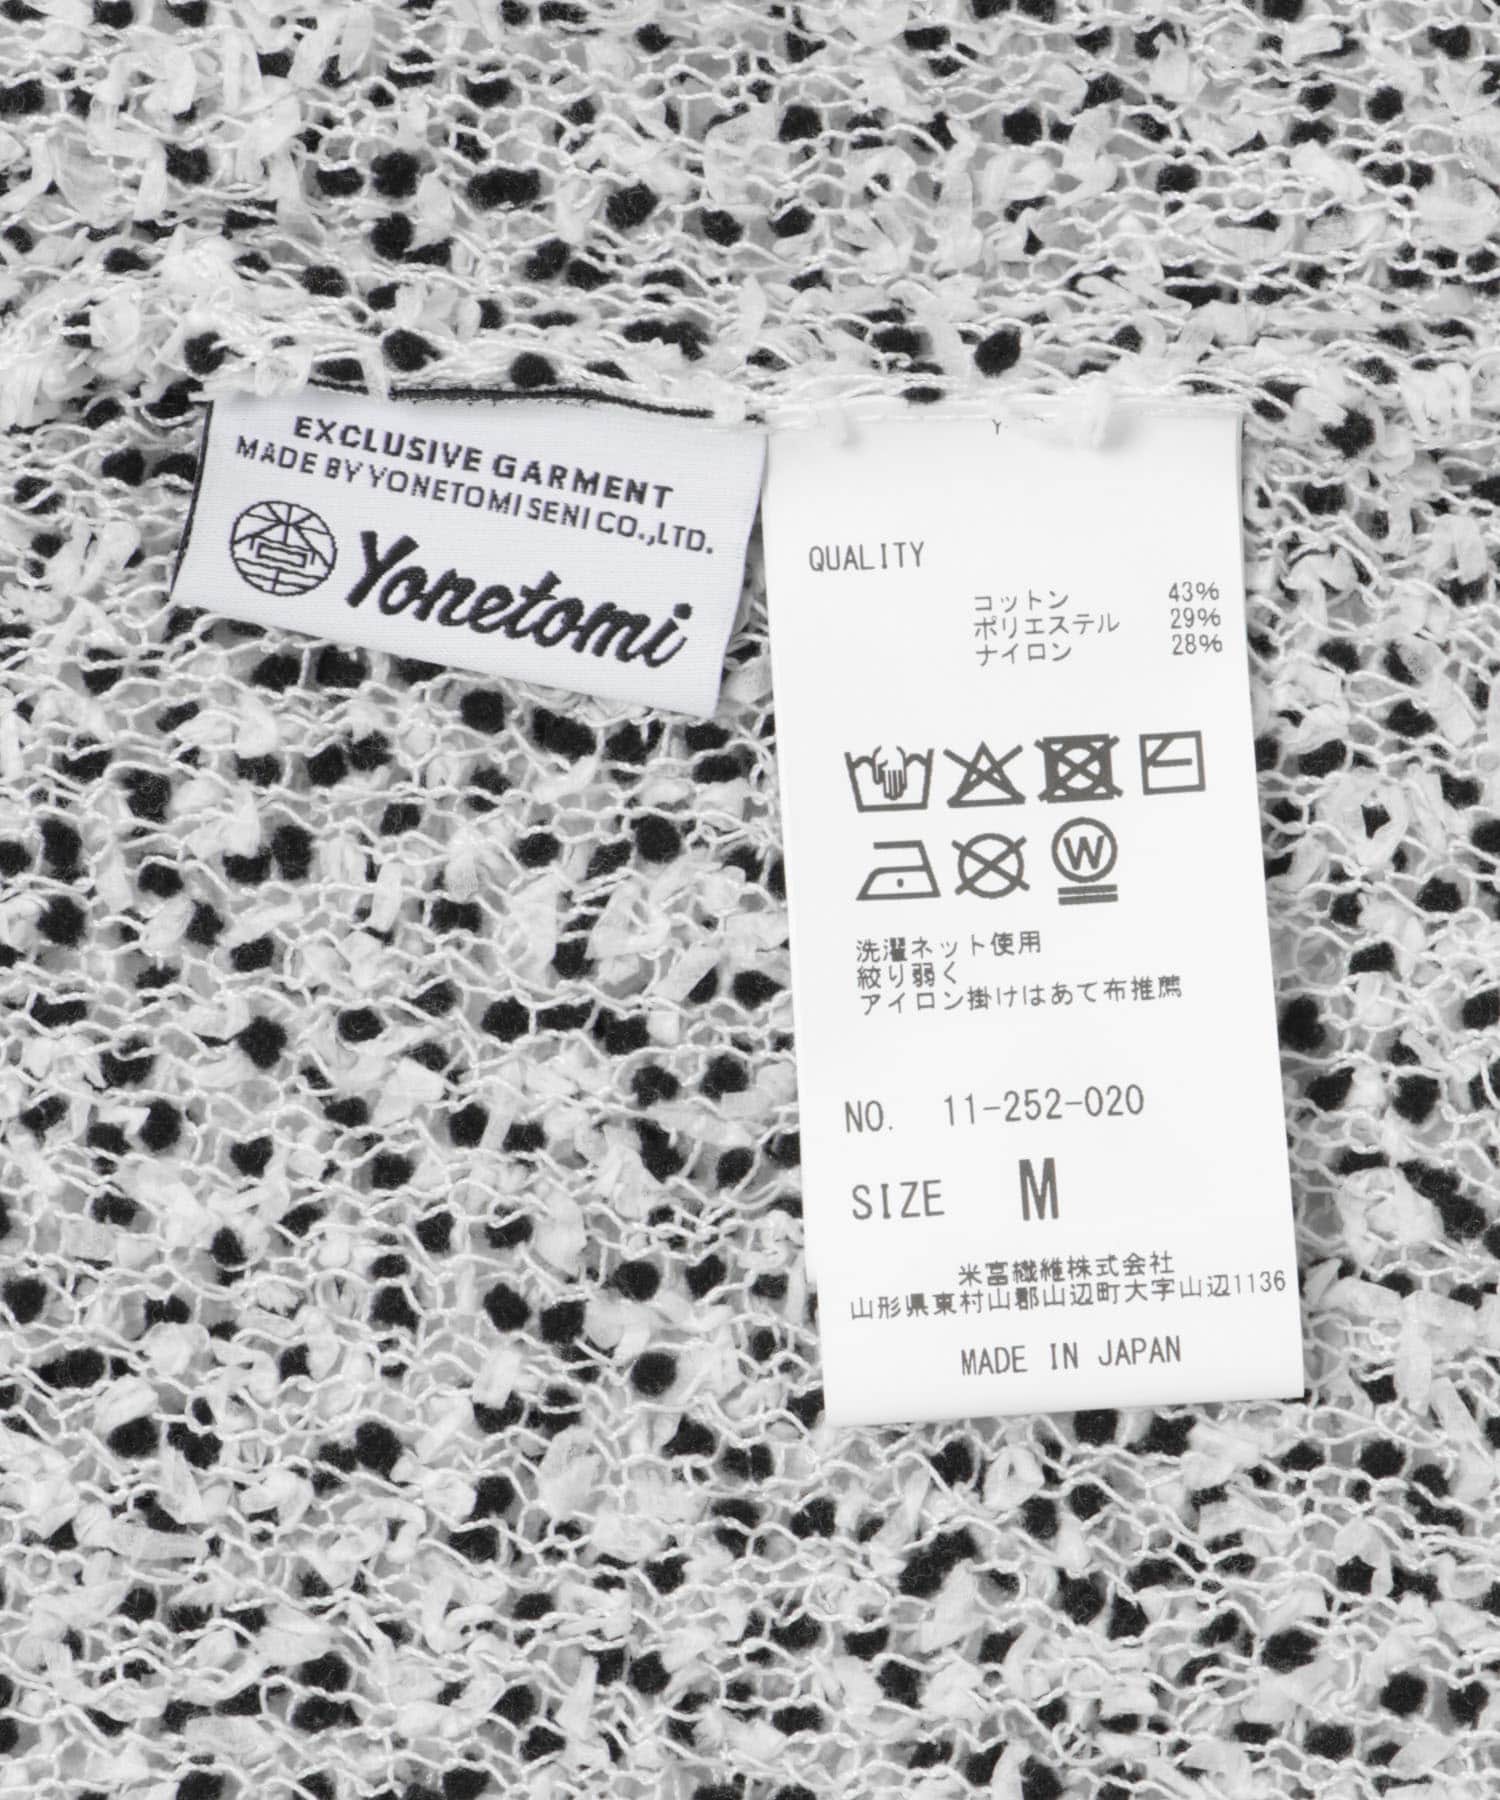 EXCLUSIVE GARMENT
MADE BY YONETOMI SENI CO.,LTD.
Yonetomi
QUALITY
コットン 43%
ポリエステル 29%
ナイロン 28%
W
洗濯ネット使用
絞り弱く
アイロン掛けはあて布推薦
NO. 11-252-020
SIZE M
米富繊維株式会社
山形県東村山郡山辺町大字山辺1136
MADE IN JAPAN